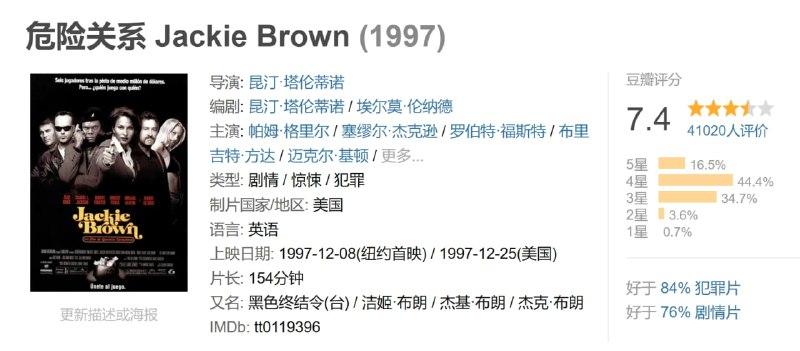 危险关系 Jackie Brown (1997)
Seis jugadores tras la pista de medio millón de dólares.
Pero... ¿quién juega con quién?
Jackie
Brown
Únete al juego.
更新描述或海报
导演: 昆汀·塔伦蒂诺
编剧: 昆汀·塔伦蒂诺 / 埃尔莫·伦纳德
主演: 帕姆·格里尔 / 塞缪尔·杰克逊 / 罗伯特·福斯特 / 布里
吉特·方达 / 迈克尔·基顿 / 更多...
类型: 剧情 / 惊悚 / 犯罪
制片国家/地区: 美国
语言: 英语
上映日期: 1997-12-08(纽约首映) / 1997-12-25(美国)
片长: 154分钟
又名: 黑色终结令(台) / 洁姬·布朗 / 杰基·布朗 / 杰克·布朗
IMDb: tt0119396
豆瓣评分
7.4
41020人评价
5星 16.5%
4星 44.4%
3星 34.7%
2星 3.6%
1星 0.7%
好于 84% 犯罪片
好于 76% 剧情片